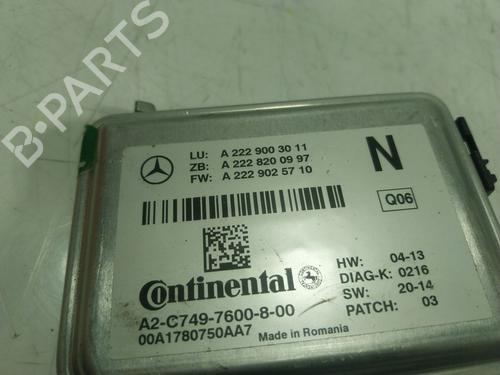 B-PARTS
LU: A 222 900 30 11
ZB: A 222 820 09 97
FW: A 222 902 57 10
N
Q06
Continental
HW: 04-13
DIAG-K: 0216
SW: 20-14
PATCH: 03
A2-C749-7600-8-00
00A1780750AA7 Made in Romania